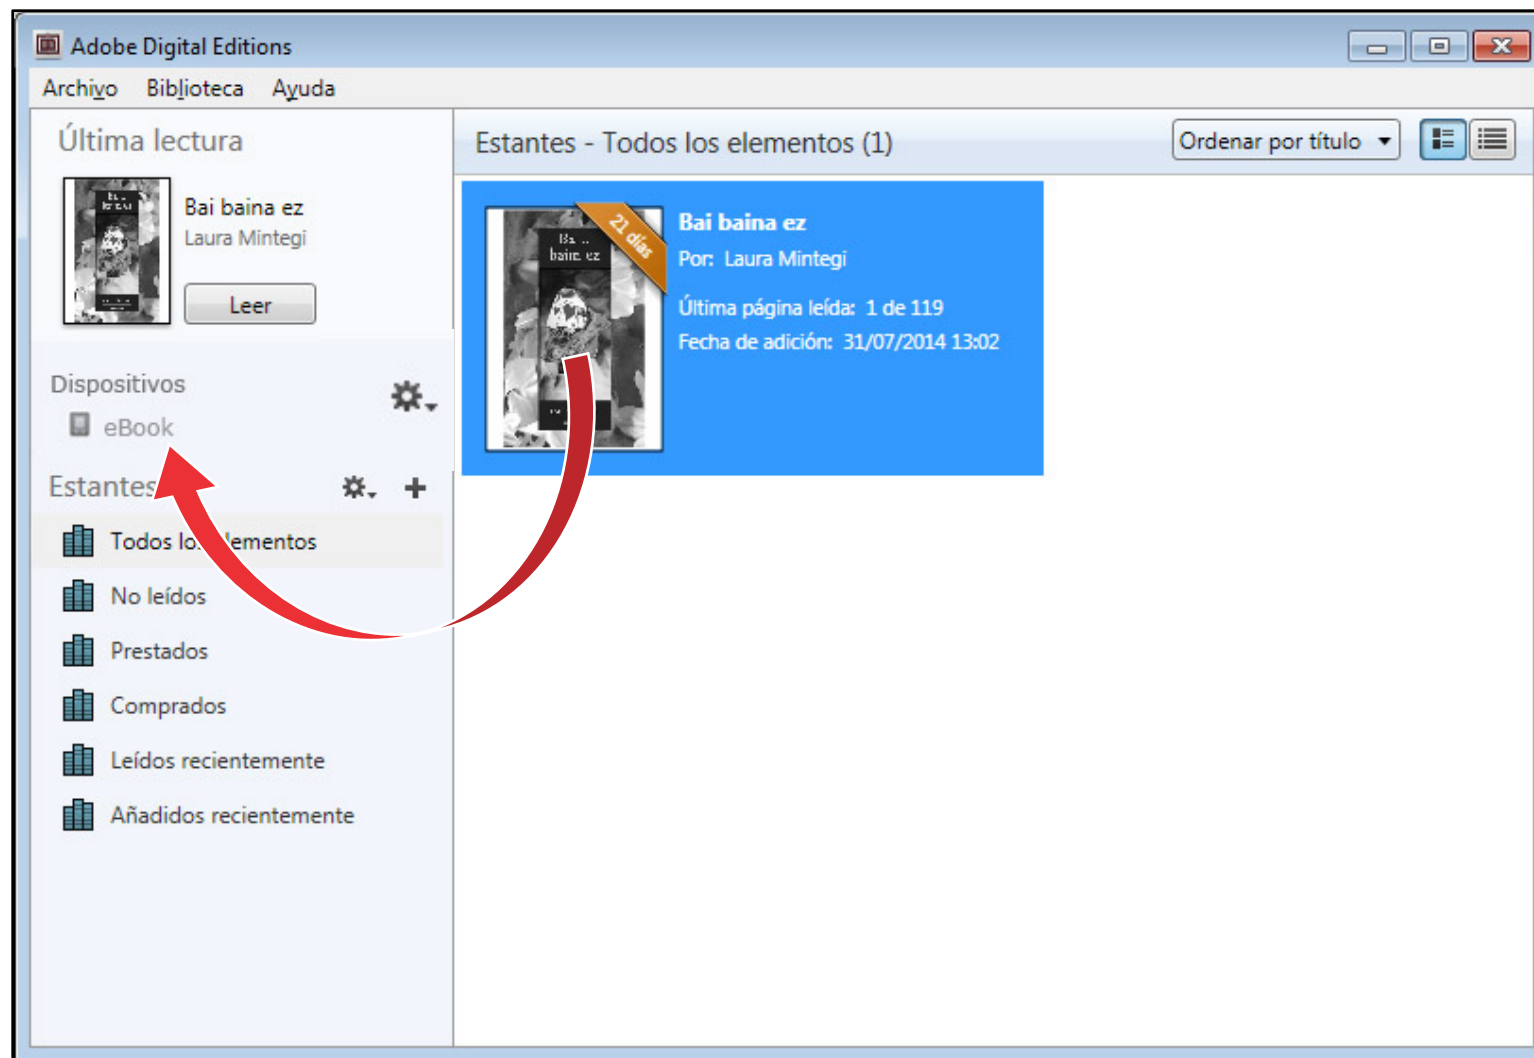 Adobe Digital Editions
Archivo Biblioteca Ayuda
Última lectura
Bai baina ez
Laura Mintegi
Leer
Dispositivos
eBook
Estantes
Todos los elementos
No leídos
Prestados
Comprados
Leídos recientemente
Añadidos recientemente
Estantes - Todos los elementos (1)
Ordenar por título
21 días
Bai baina ez
Por: Laura Mintegi
Última página leída: 1 de 119
Fecha de adición: 31/07/2014 13:02